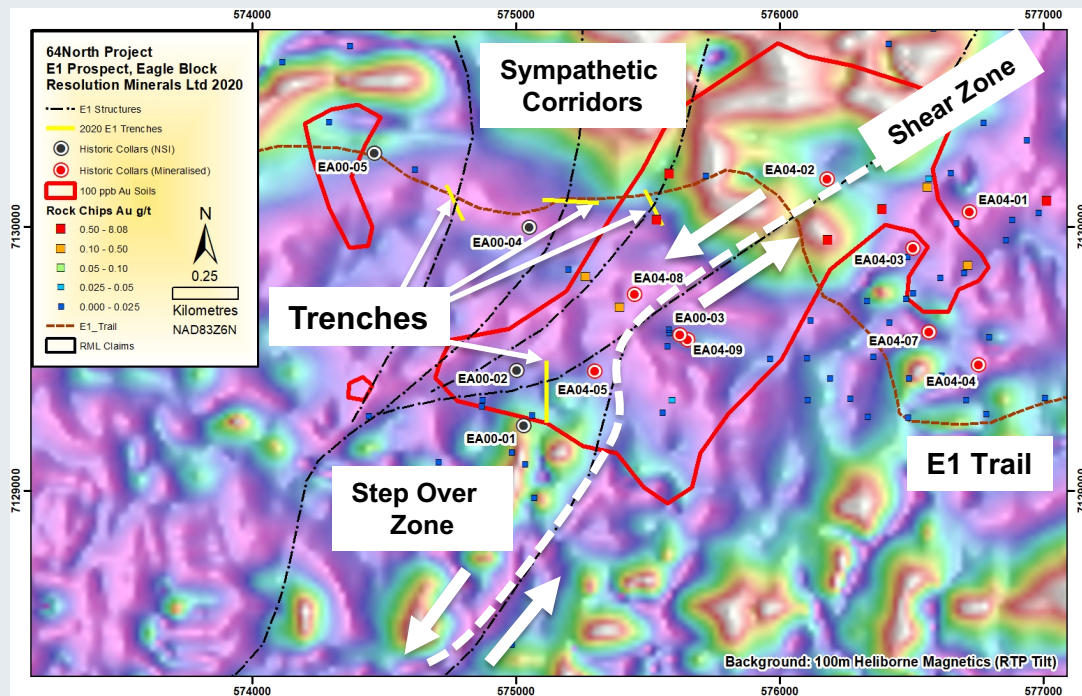 574000
575000
576000
577000
64North Project
E1 Prospect, Eagle Block
Resolution Minerals Ltd 2020
E1 Structures
2020 E1 Trenches
Historic Collars (NSI)
Historic Collars (Mineralised)
100 ppb Au Soils
Rock Chips Au g/t
0.50 - 8.08
0.10 - 0.50
0.05 - 0.10
0.025 - 0.05
0.000 - 0.025
E1_Trail
RML Claims
N
0.25
Kilometres
NAD83Z6N
Sympathetic
Corridors
Shear Zone
EA00-05
EA04-02
EA04-01
7130000
7130000
EA00-04
EA04-03
EA04-08
Trenches
EA00-03
EA04-09
EA04-07
EA00-02
EA04-05
EA04-04
EA00-01
E1 Trail
Step Over
Zone
7129000
7129000
Background: 100m Heliborne Magnetics (RTP Tilt)
574000
575000
576000
577000